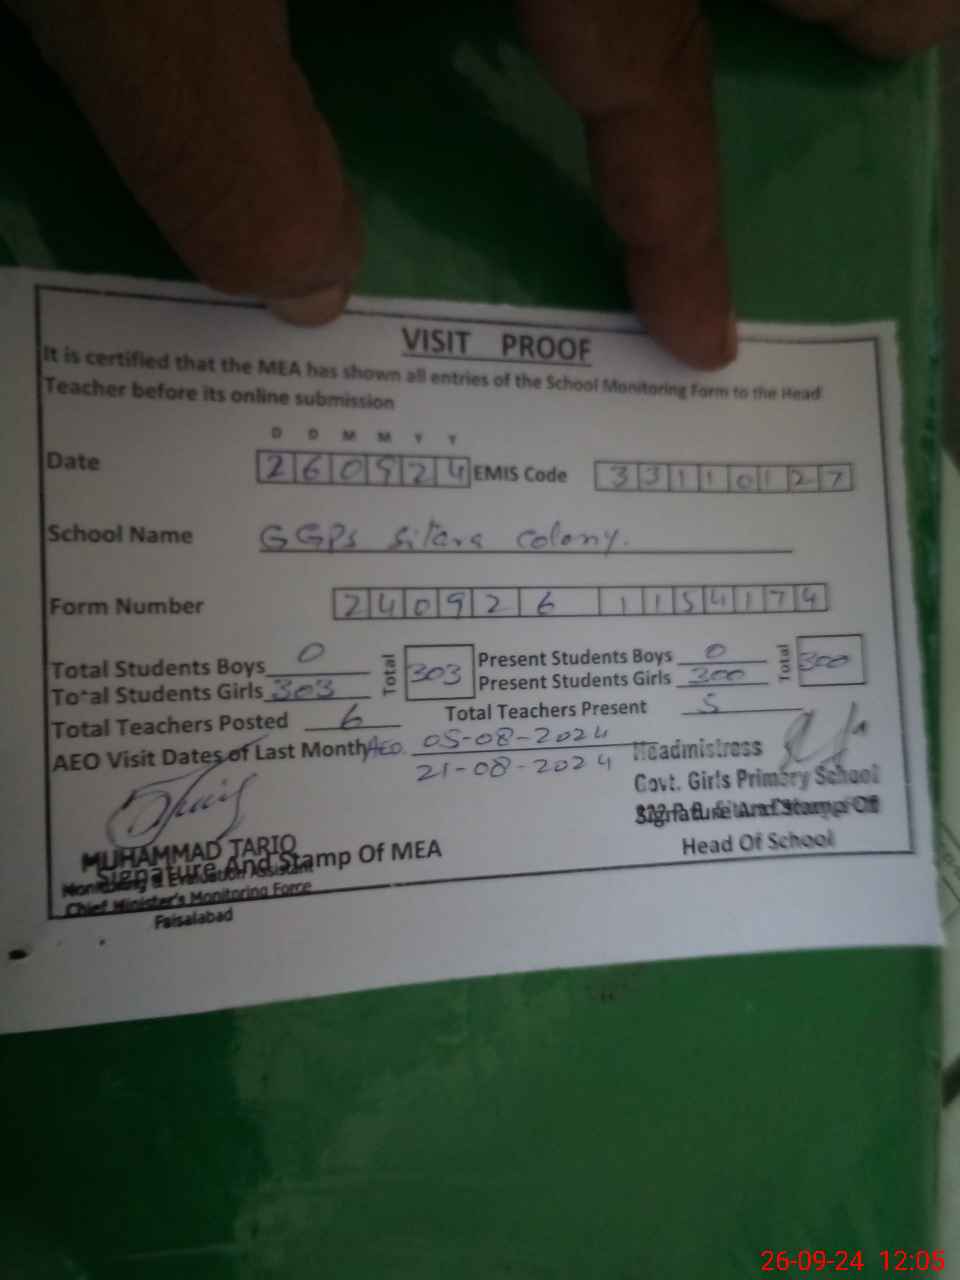 VISIT PROOF
It is certified that the MEA has shown all entries of the School Monitoring Form to the Head
Teacher before its online submission
D D M M Y Y
Date 260924 EMIS Code 33110127
School Name GGPS Sitara Colony.
Form Number 240926 1154174
Total Students Boys 0 Total 303 Present Students Boys 0 Total 300
Total Students Girls 303 Present Students Girls 300
Total Teachers Posted 6 Total Teachers Present 5
AEO Visit Dates of Last Month AEO 05-08-2024
21-08-2024
Headmistress
Govt. Girls Primary School
Signature And Stamp Of
Head Of School
MUHAMMAD TARIQ
Signature And Stamp Of MEA
Monitoring & Evaluation Assistant
Chief Minister's Monitoring Force
Faisalabad
26-09-24 12:05